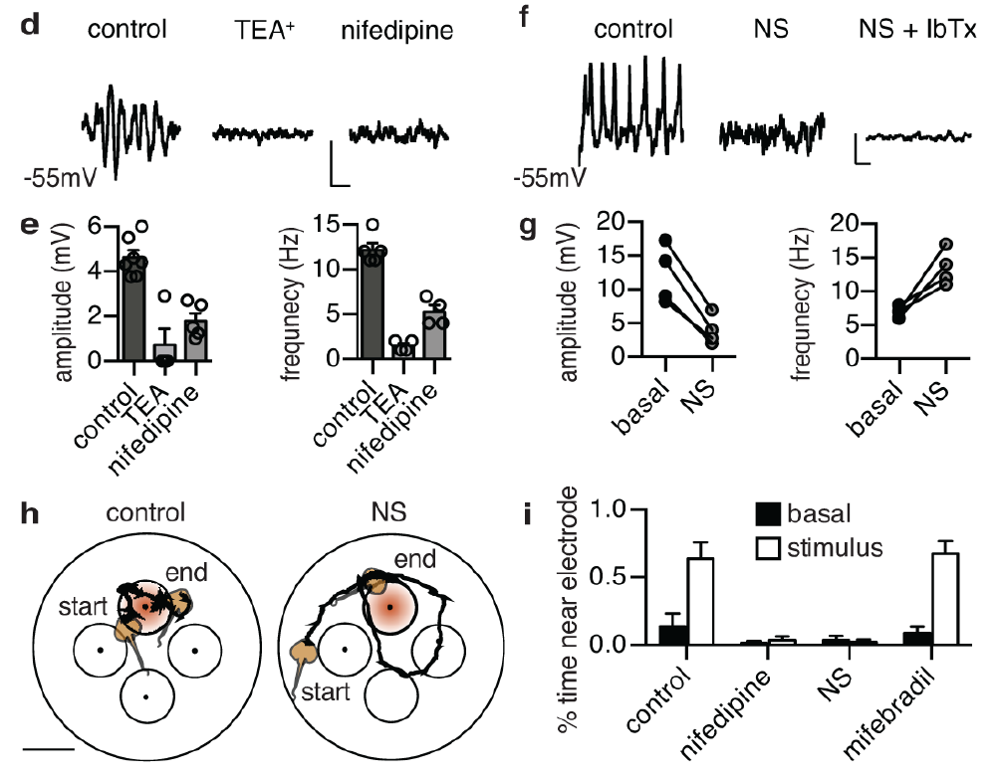 d
control TEA⁺ nifedipine
-55mV
f
control NS NS + IbTx
-55mV
e
amplitude (mV)
6
4
2
0
control
TEA
nifedipine
frequnecy (Hz)
15
10
5
0
control
TEA
nifedipine
g
amplitude (mV)
20
15
10
5
0
basal
NS
frequnecy (Hz)
20
15
10
5
0
basal
NS
h
control
start
end
NS
end
start
i
% time near electrode
1.0
0.5
0.0
basal
stimulus
control
nifedipine
NS
mifebradil